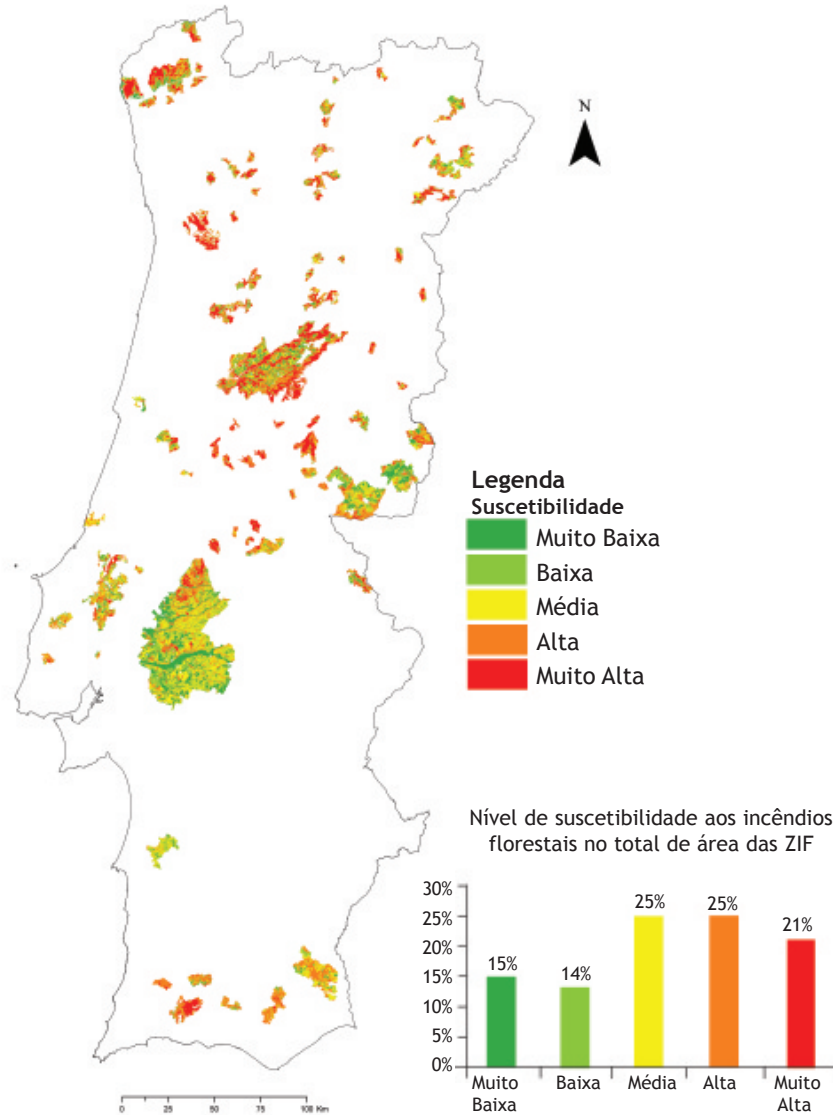 N
Legenda
Suscetibilidade
Muito Baixa
Baixa
Média
Alta
Muito Alta
Nível de suscetibilidade aos incêndios
florestais no total de área das ZIF
30%
25%
20%
15%
10%
5%
0%
15%
14%
25%
25%
21%
Muito
Baixa
Baixa
Média
Alta
Muito
Alta
0 25 50 75 100 Km